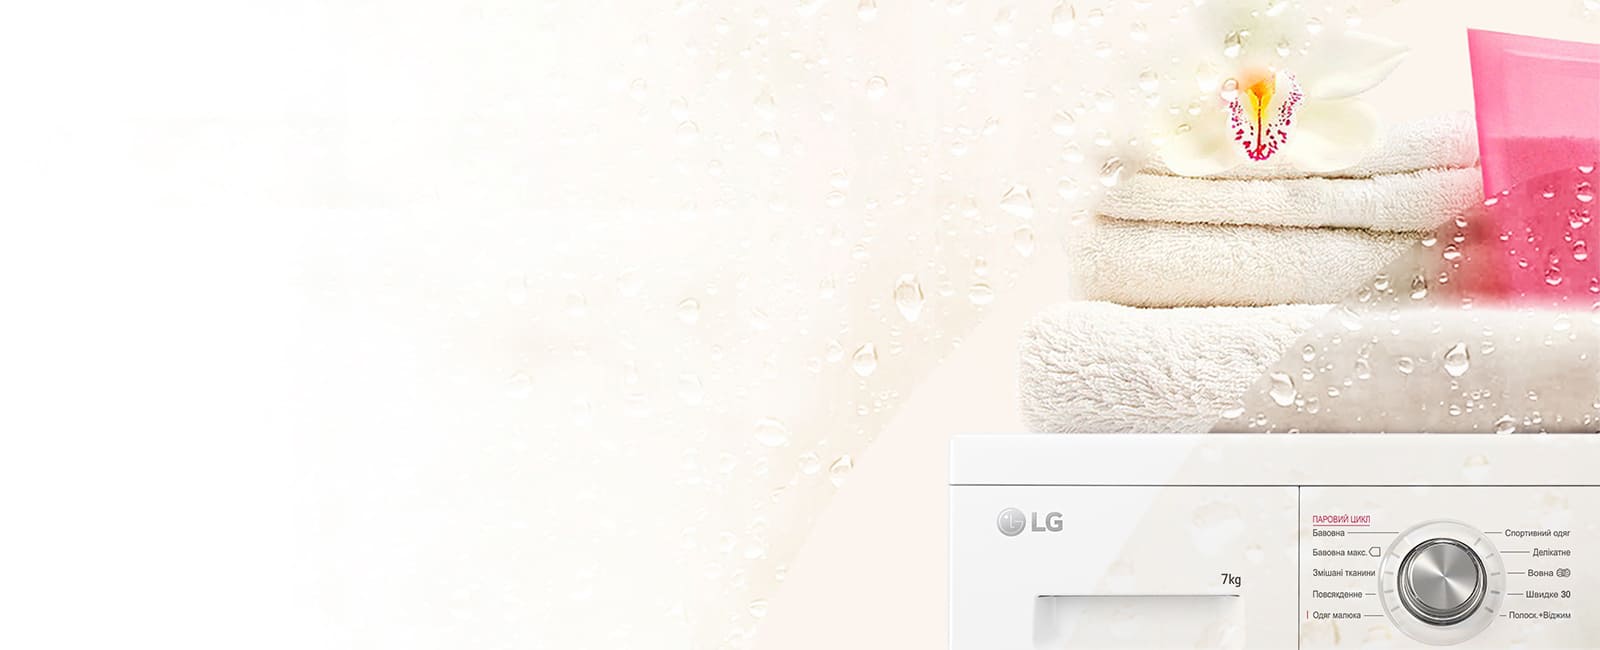 LG
7kg
ПАРОВИЙ ЦИКЛ
Бавовна
Бавовна макс.
Змішані тканини
Повсякденне
Одяг малюка
Спортивний одяг
Делікатне
Вовна
Швидке 30
Полоск.+Віджим